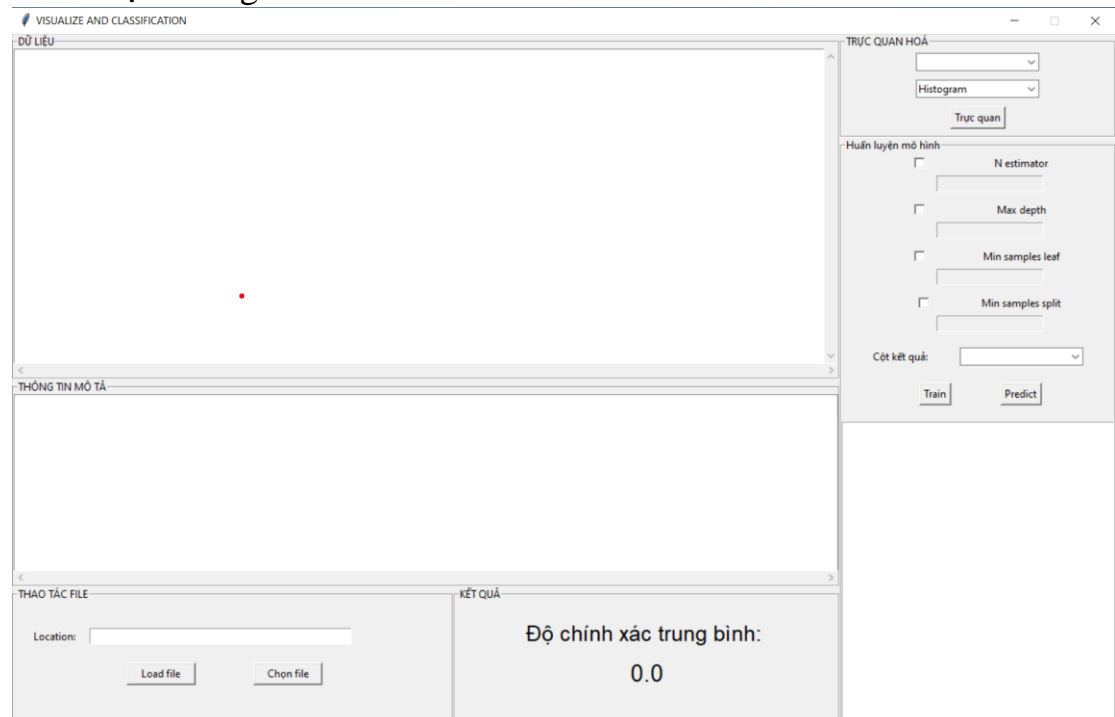 VISUALIZE AND CLASSIFICATION
DỮ LIỆU
THÔNG TIN MÔ TẢ
THAO TÁC FILE
Location:
Load file
Chọn file
KẾT QUẢ
Độ chính xác trung bình:
0.0
TRỰC QUAN HOÁ
Histogram
Trực quan
Huấn luyện mô hình
N estimator
Max depth
Min samples leaf
Min samples split
Cột kết quả:
Train
Predict